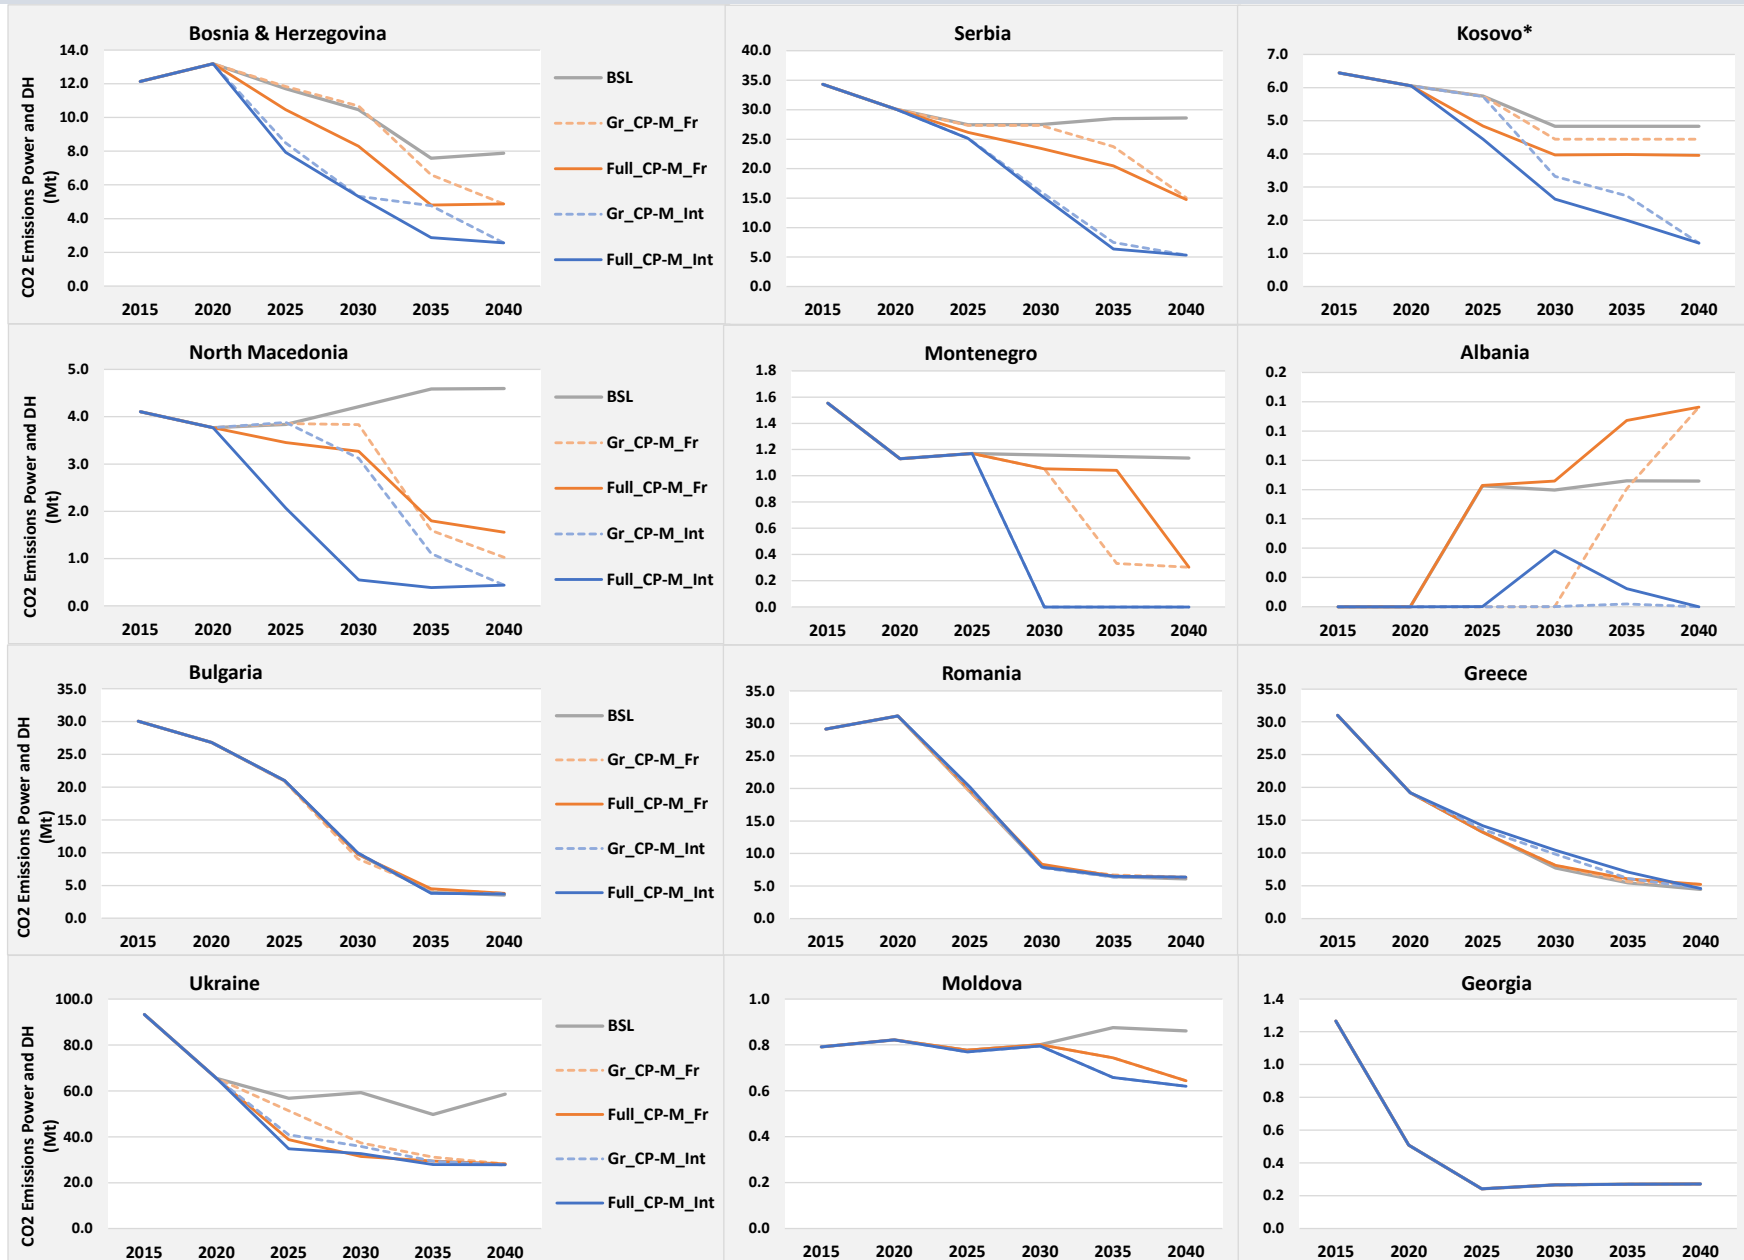 Bosnia & Herzegovina
CO2 Emissions Power and DH
(Mt)
14.0
12.0
10.0
8.0
6.0
4.0
2.0
0.0
2015 2020 2025 2030 2035 2040
BSL
Gr_CP-M_Fr
Full_CP-M_Fr
Gr_CP-M_Int
Full_CP-M_Int
Serbia
40.0
35.0
30.0
25.0
20.0
15.0
10.0
5.0
0.0
2015 2020 2025 2030 2035 2040
Kosovo*
7.0
6.0
5.0
4.0
3.0
2.0
1.0
0.0
2015 2020 2025 2030 2035 2040
North Macedonia
CO2 Emissions Power and DH
(Mt)
5.0
4.0
3.0
2.0
1.0
0.0
2015 2020 2025 2030 2035 2040
BSL
Gr_CP-M_Fr
Full_CP-M_Fr
Gr_CP-M_Int
Full_CP-M_Int
Montenegro
1.8
1.6
1.4
1.2
1.0
0.8
0.6
0.4
0.2
0.0
2015 2020 2025 2030 2035 2040
Albania
0.2
0.1
0.1
0.1
0.1
0.1
0.0
0.0
0.0
2015 2020 2025 2030 2035 2040
Bulgaria
CO2 Emissions Power and DH
(Mt)
35.0
30.0
25.0
20.0
15.0
10.0
5.0
0.0
2015 2020 2025 2030 2035 2040
BSL
Gr_CP-M_Fr
Full_CP-M_Fr
Gr_CP-M_Int
Full_CP-M_Int
Romania
35.0
30.0
25.0
20.0
15.0
10.0
5.0
0.0
2015 2020 2025 2030 2035 2040
Greece
35.0
30.0
25.0
20.0
15.0
10.0
5.0
0.0
2015 2020 2025 2030 2035 2040
Ukraine
CO2 Emissions Power and DH
(Mt)
100.0
80.0
60.0
40.0
20.0
0.0
2015 2020 2025 2030 2035 2040
BSL
Gr_CP-M_Fr
Full_CP-M_Fr
Gr_CP-M_Int
Full_CP-M_Int
Moldova
1.0
0.8
0.6
0.4
0.2
0.0
2015 2020 2025 2030 2035 2040
Georgia
1.4
1.2
1.0
0.8
0.6
0.4
0.2
0.0
2015 2020 2025 2030 2035 2040